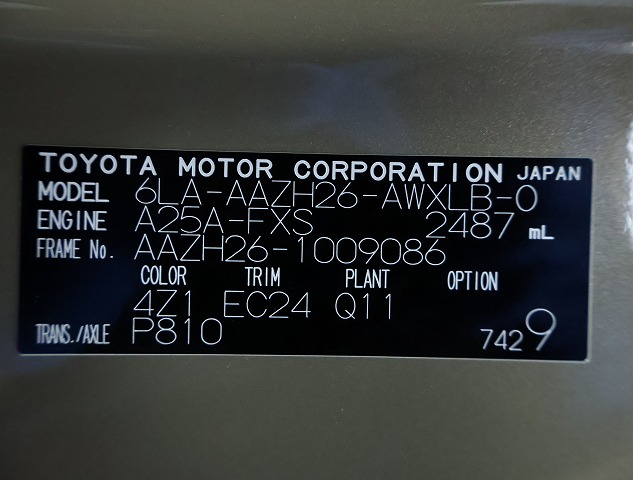 TOYOTA MOTOR CORPORATION JAPAN
MODEL 6LA-AAZH26-AWXLB-0
ENGINE A25A-FXS 2487 mL
FRAME No. AAZH26-1009086
COLOR TRIM PLANT OPTION
4Z1 EC24 Q11
TRANS./AXLE P810 7429